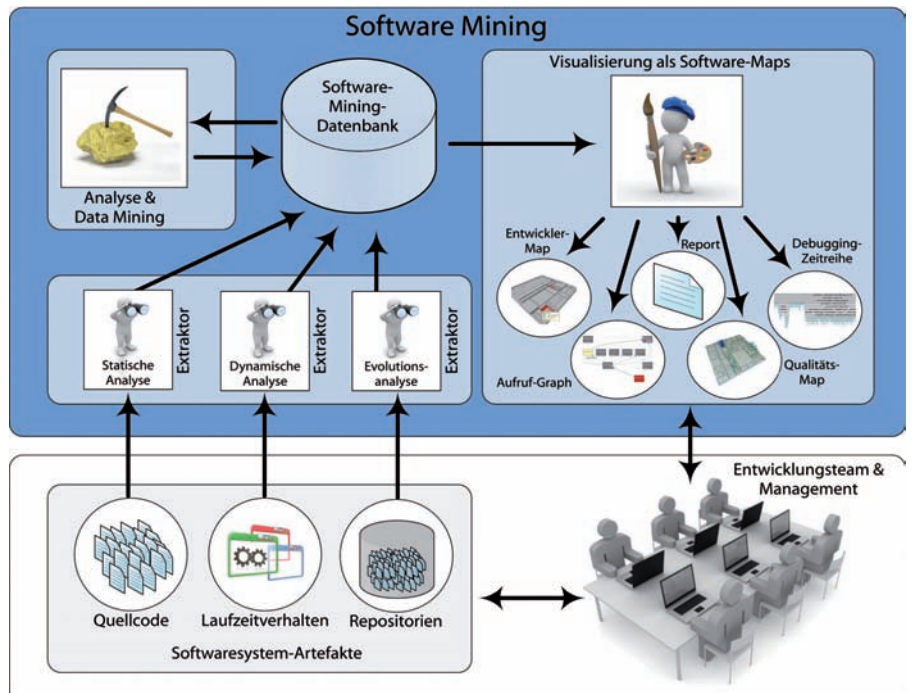 Software Mining
Analyse &
Data Mining
Software-
Mining-
Datenbank
Visualisierung als Software-Maps
Entwickler-
Map
Report
Debugging-
Zeitreihe
Aufruf-Graph
Qualitäts-
Map
Statische
Analyse
Extraktor
Dynamische
Analyse
Extraktor
Evolutions-
analyse
Extraktor
Quellcode
Laufzeitverhalten
Repositorien
Softwaresystem-Artefakte
Entwicklungsteam &
Management